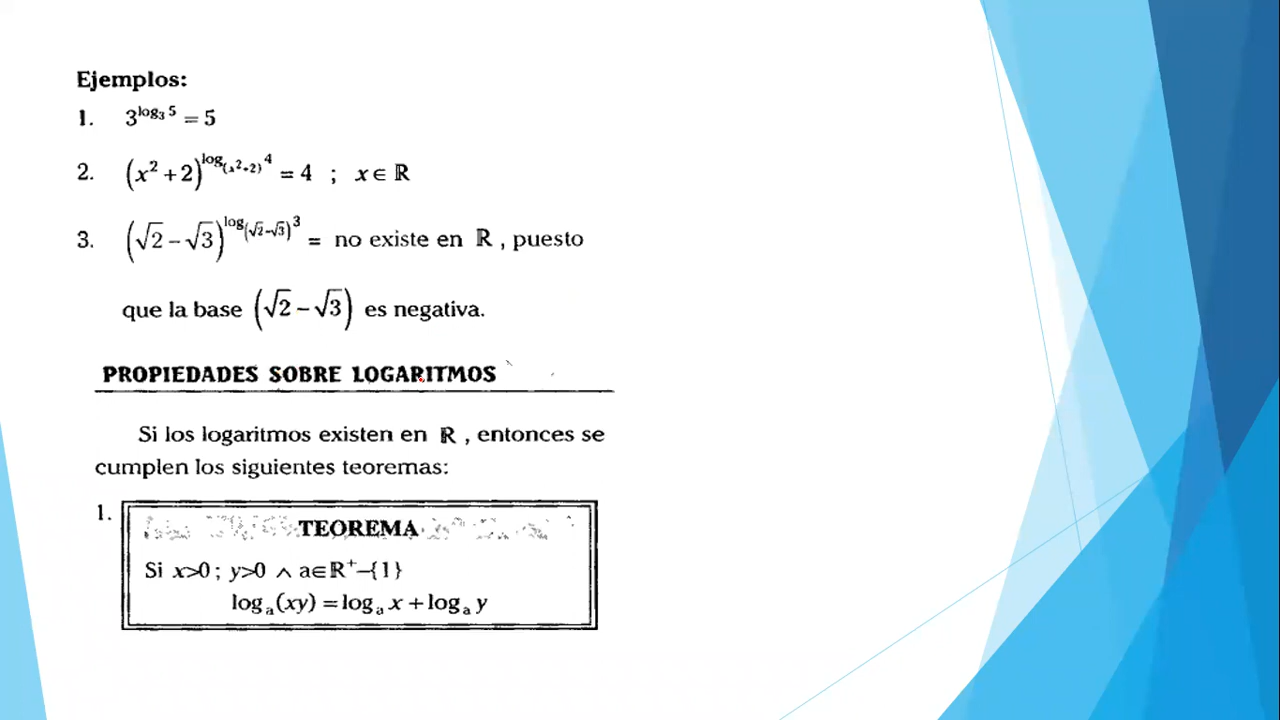 Ejemplos:
1. 3^{log_3 5} = 5
2. (x² + 2)^{log_{(x²+2)} 4} = 4 ; x ∈ ℝ
3. (√2 − √3)^{log_{(√2−√3)} 3} = no existe en ℝ , puesto
que la base (√2 − √3) es negativa.
PROPIEDADES SOBRE LOGARITMOS
Si los logaritmos existen en ℝ , entonces se
cumplen los siguientes teoremas:
1.
TEOREMA
Si x>0 ; y>0 ∧ a∈ℝ⁺–{1}
log_a (xy) = log_a x + log_a y